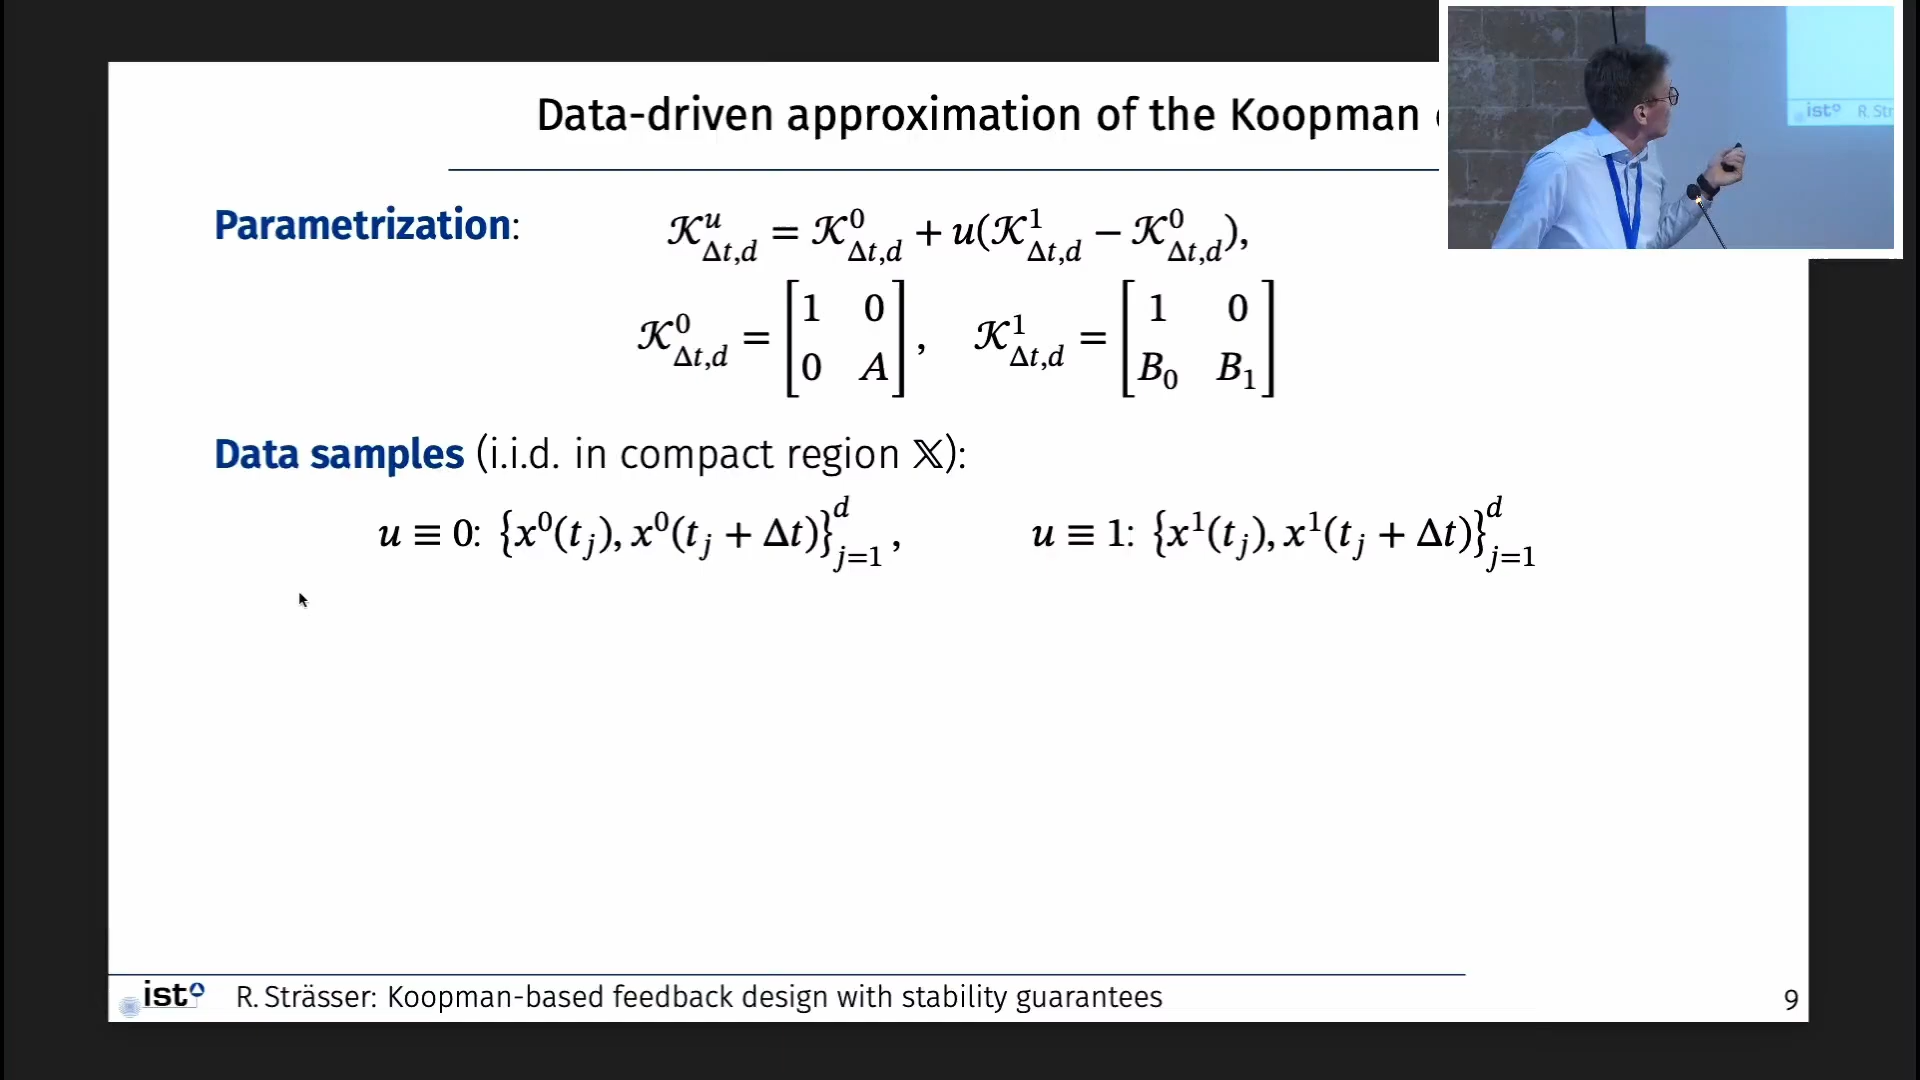 Data-driven approximation of the Koopman
Parametrization: 𝒦^u_{Δt,d} = 𝒦^0_{Δt,d} + u(𝒦^1_{Δt,d} − 𝒦^0_{Δt,d}),
𝒦^0_{Δt,d} = [1 0; 0 A], 𝒦^1_{Δt,d} = [1 0; B_0 B_1]
Data samples (i.i.d. in compact region 𝕏):
u ≡ 0: {x^0(t_j), x^0(t_j + Δt)}^d_{j=1}, u ≡ 1: {x^1(t_j), x^1(t_j + Δt)}^d_{j=1}
ist R. Strässer: Koopman-based feedback design with stability guarantees 9
ist R. Str